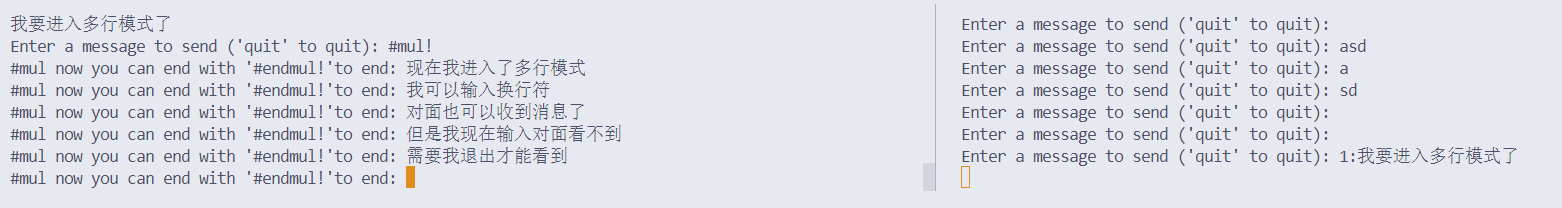 我要进入多行模式了
Enter a message to send ('quit' to quit): #mul!
#mul now you can end with '#endmul!'to end: 现在我进入了多行模式
#mul now you can end with '#endmul!'to end: 我可以输入换行符
#mul now you can end with '#endmul!'to end: 对面也可以收到消息了
#mul now you can end with '#endmul!'to end: 但是我现在输入对面看不到
#mul now you can end with '#endmul!'to end: 需要我退出才能看到
#mul now you can end with '#endmul!'to end:
Enter a message to send ('quit' to quit):
Enter a message to send ('quit' to quit): asd
Enter a message to send ('quit' to quit): a
Enter a message to send ('quit' to quit): sd
Enter a message to send ('quit' to quit):
Enter a message to send ('quit' to quit):
Enter a message to send ('quit' to quit): 1:我要进入多行模式了